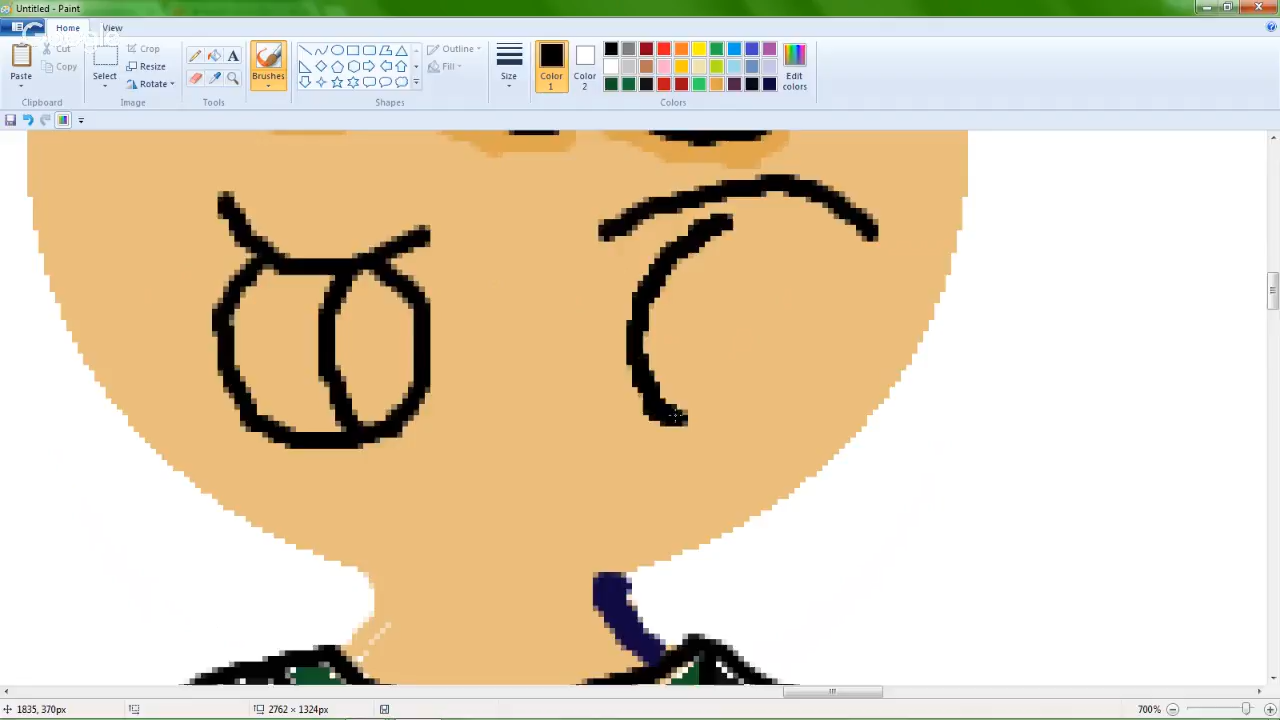 Untitled - Paint
Home View
Paste Cut Copy Select Crop Resize Rotate Brushes Outline Fill Size Color 1 Color 2 Edit colors
Clipboard Image Tools Shapes Colors
1835, 370px 2762 × 1324px 700%